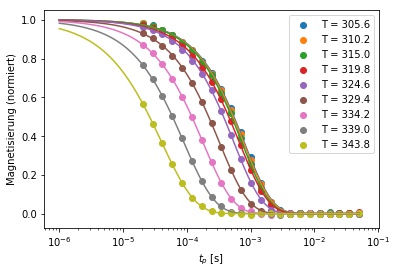 T = 305.6
T = 310.2
T = 315.0
T = 319.8
T = 324.6
T = 329.4
T = 334.2
T = 339.0
T = 343.8
Magnetisierung (normiert)
1.0
0.8
0.6
0.4
0.2
0.0
10⁻⁶ 10⁻⁵ 10⁻⁴ 10⁻³ 10⁻² 10⁻¹
tₚ [s]